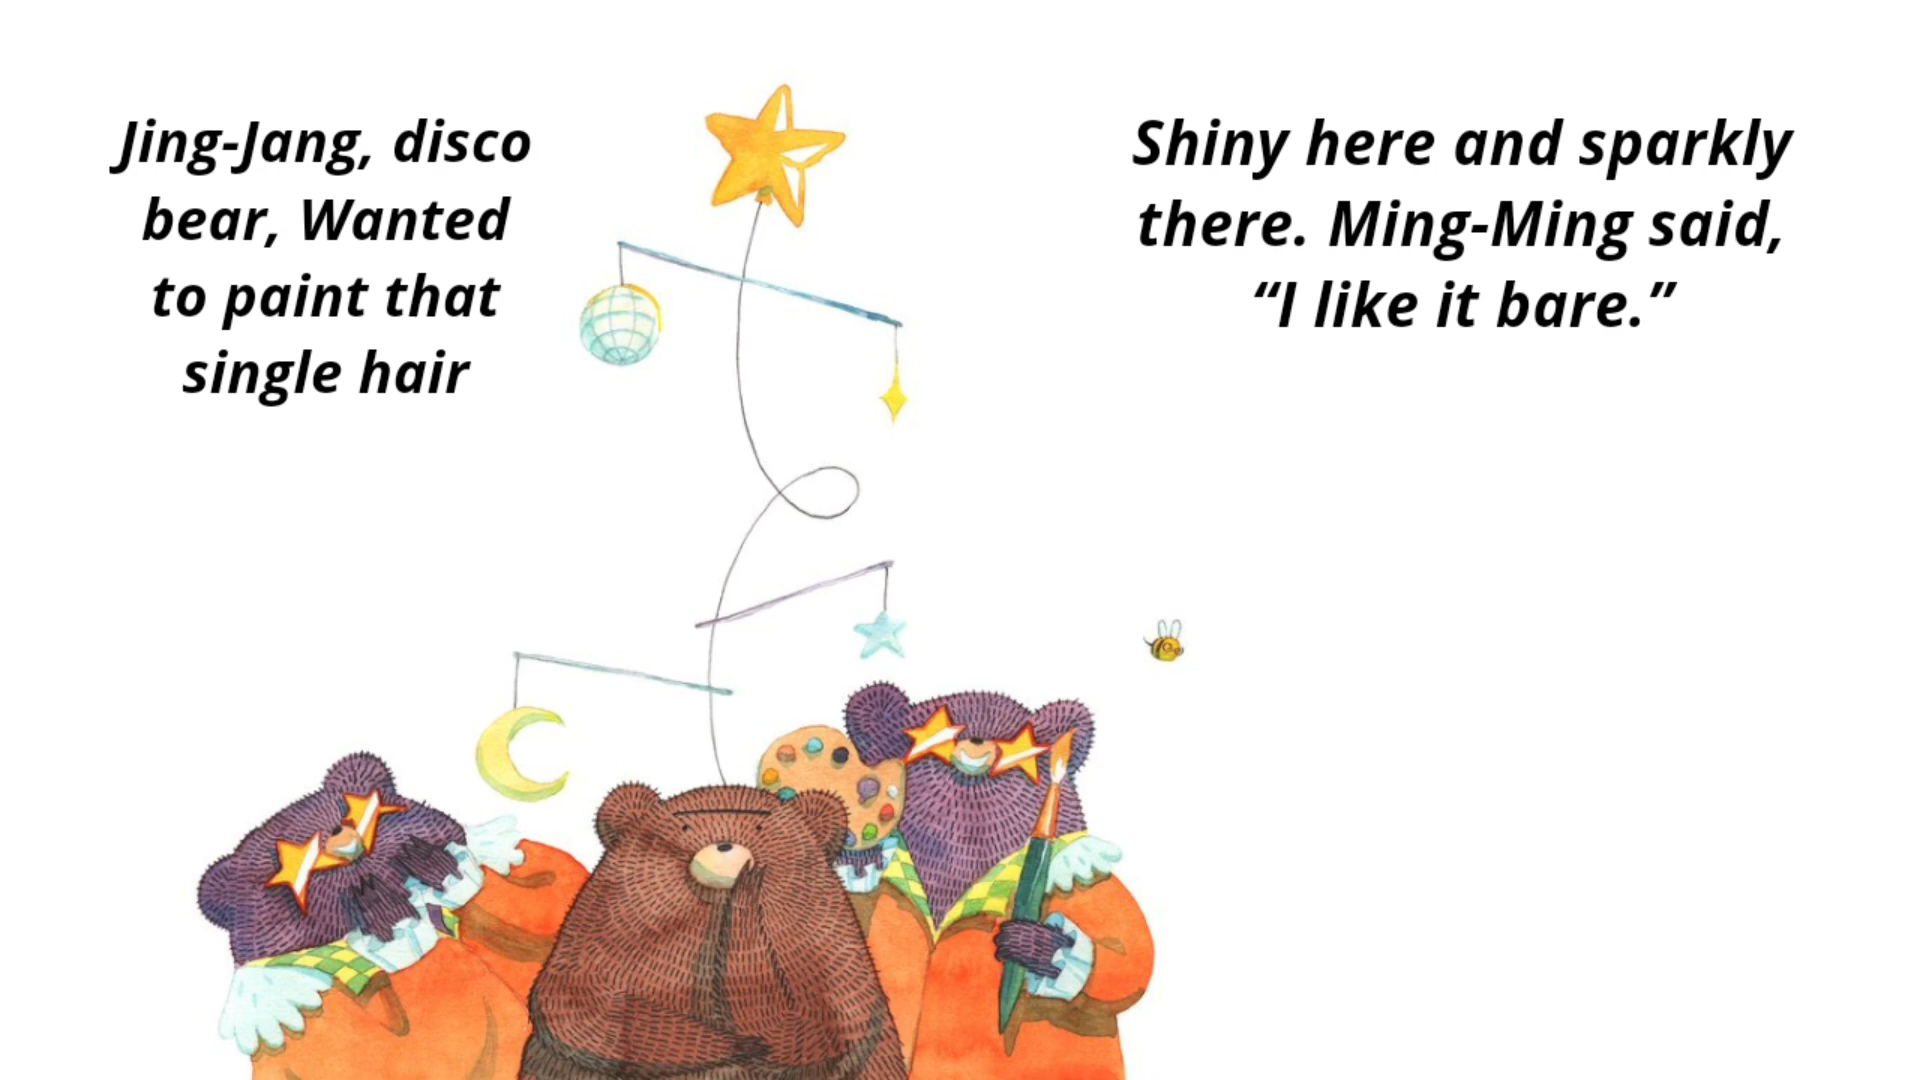 Jing-Jang, disco
bear, Wanted
to paint that
single hair
Shiny here and sparkly
there. Ming-Ming said,
“I like it bare.”